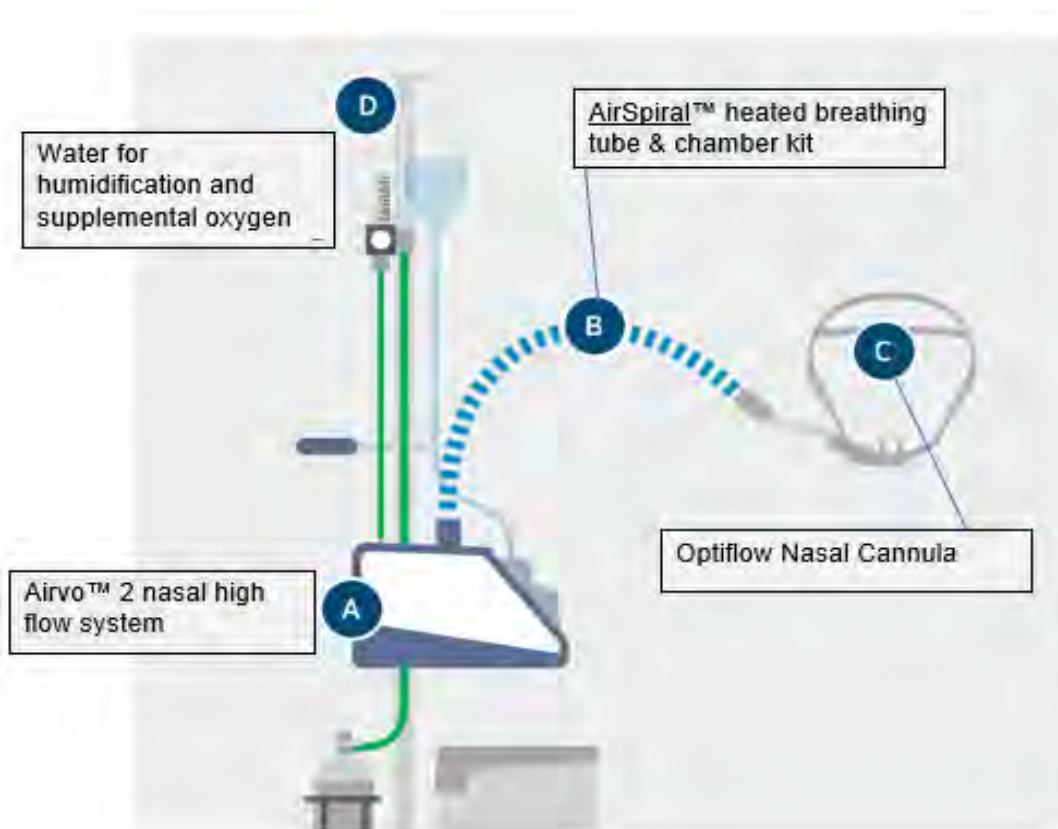 D
AirSpiral™ heated breathing
tube & chamber kit
Water for
humidification and
supplemental oxygen
B
C
Optiflow Nasal Cannula
Airvo™ 2 nasal high
flow system
A